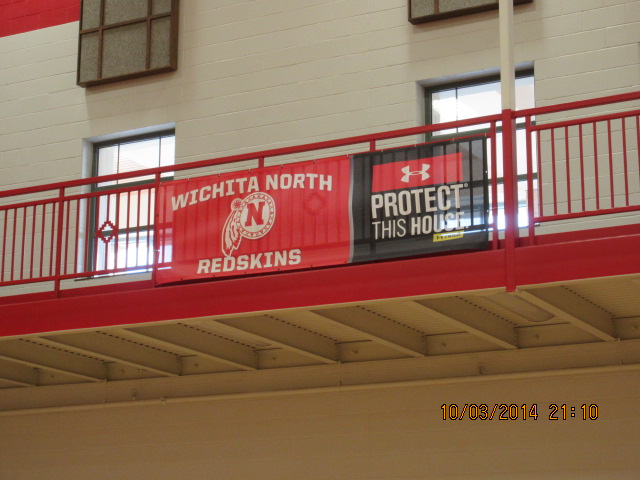 WICHITA NORTH
N
REDSKINS
PROTECT
THIS HOUSE
10/03/2014 21:10